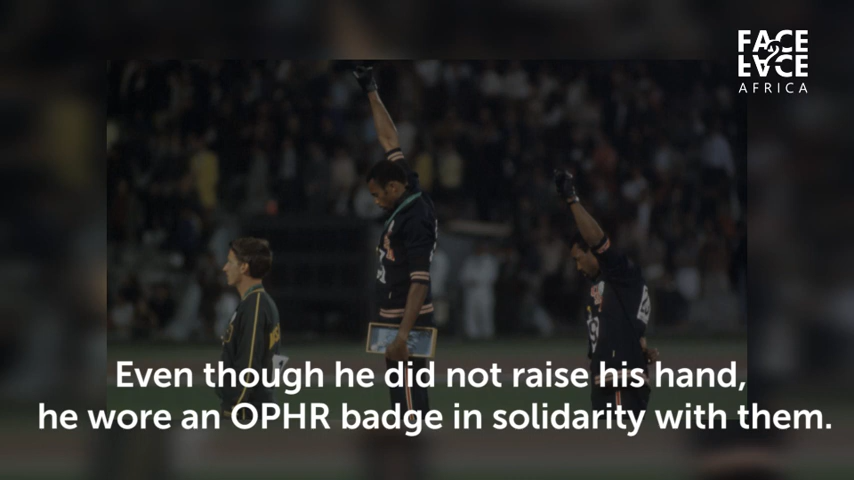 FACE
2
FACE
AFRICA
Even though he did not raise his hand,
he wore an OPHR badge in solidarity with them.